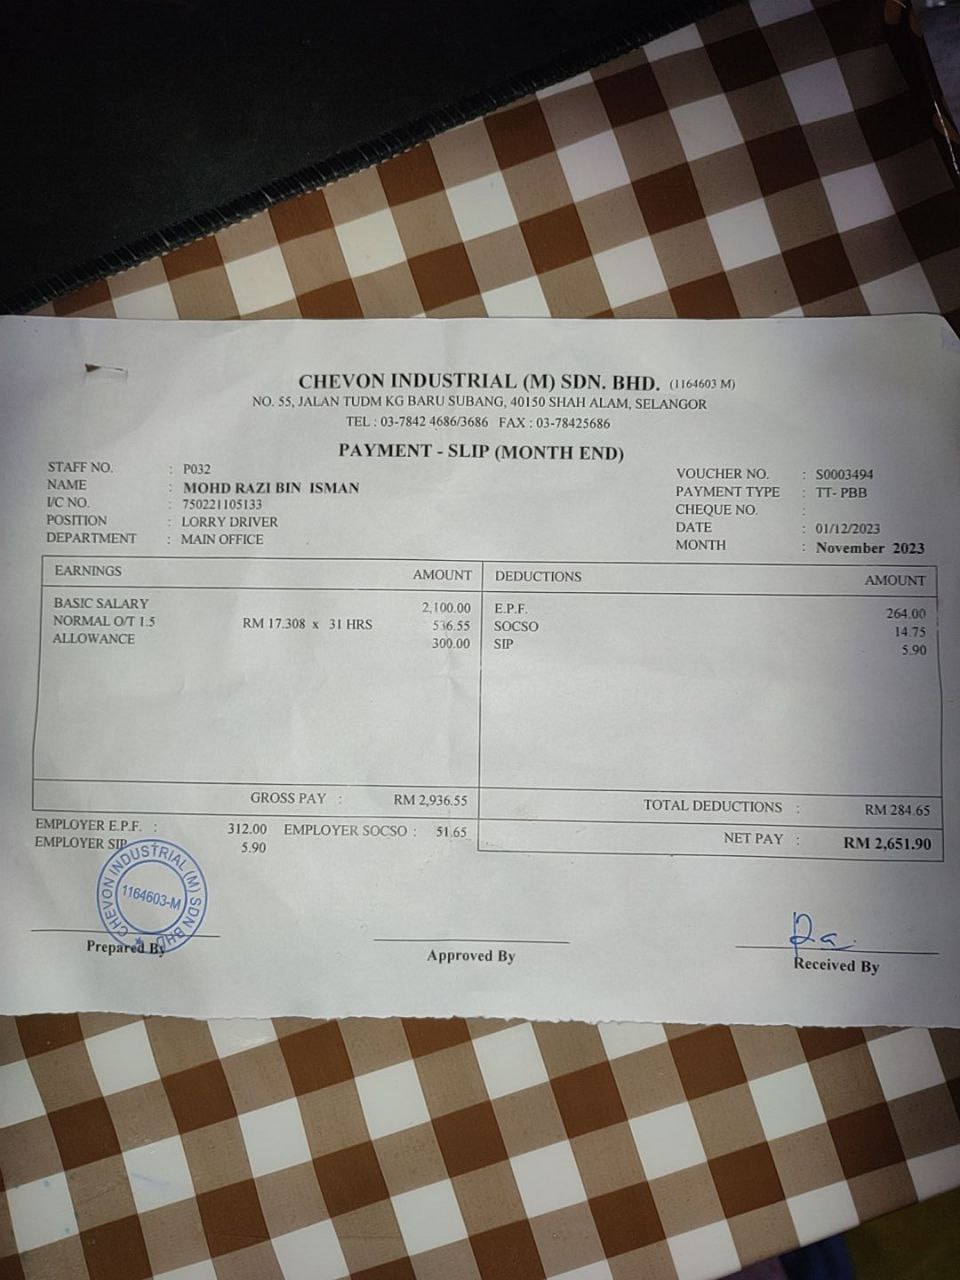 CHEVON INDUSTRIAL (M) SDN. BHD. (1164603 M)
NO. 55, JALAN TUDM KG BARU SUBANG, 40150 SHAH ALAM, SELANGOR
TEL : 03-7842 4686/3686 FAX : 03-78425686
PAYMENT - SLIP (MONTH END)
STAFF NO. : P032
NAME : MOHD RAZI BIN ISMAN
I/C NO. : 750221105133
POSITION : LORRY DRIVER
DEPARTMENT : MAIN OFFICE
VOUCHER NO. : S0003494
PAYMENT TYPE : TT- PBB
CHEQUE NO. :
DATE : 01/12/2023
MONTH : November 2023
EARNINGS AMOUNT
BASIC SALARY 2,100.00
NORMAL O/T 1.5 RM 17.308 x 31 HRS 536.55
ALLOWANCE 300.00
GROSS PAY : RM 2,936.55
DEDUCTIONS AMOUNT
E.P.F. 264.00
SOCSO 14.75
SIP 5.90
TOTAL DEDUCTIONS : RM 284.65
NET PAY : RM 2,651.90
EMPLOYER E.P.F. : 312.00 EMPLOYER SOCSO : 51.65
EMPLOYER SIP 5.90
CHEVON INDUSTRIAL (M) SDN BHD
1164603-M
Prepared By
Approved By
Received By